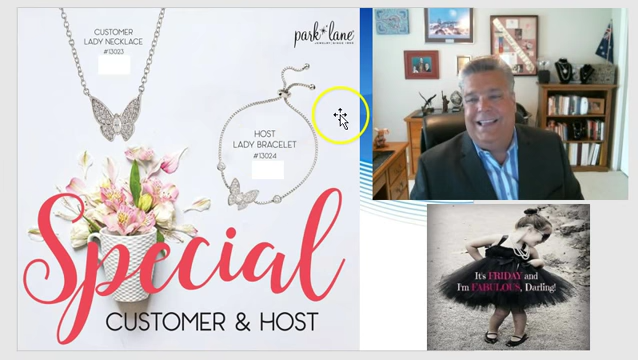 CUSTOMER
LADY NECKLACE
#13023
park lane
JEWELRY • SINCE 1955
HOST
LADY BRACELET
#13024
Special
CUSTOMER & HOST
It's FRIDAY and
I'm FABULOUS, Darling!